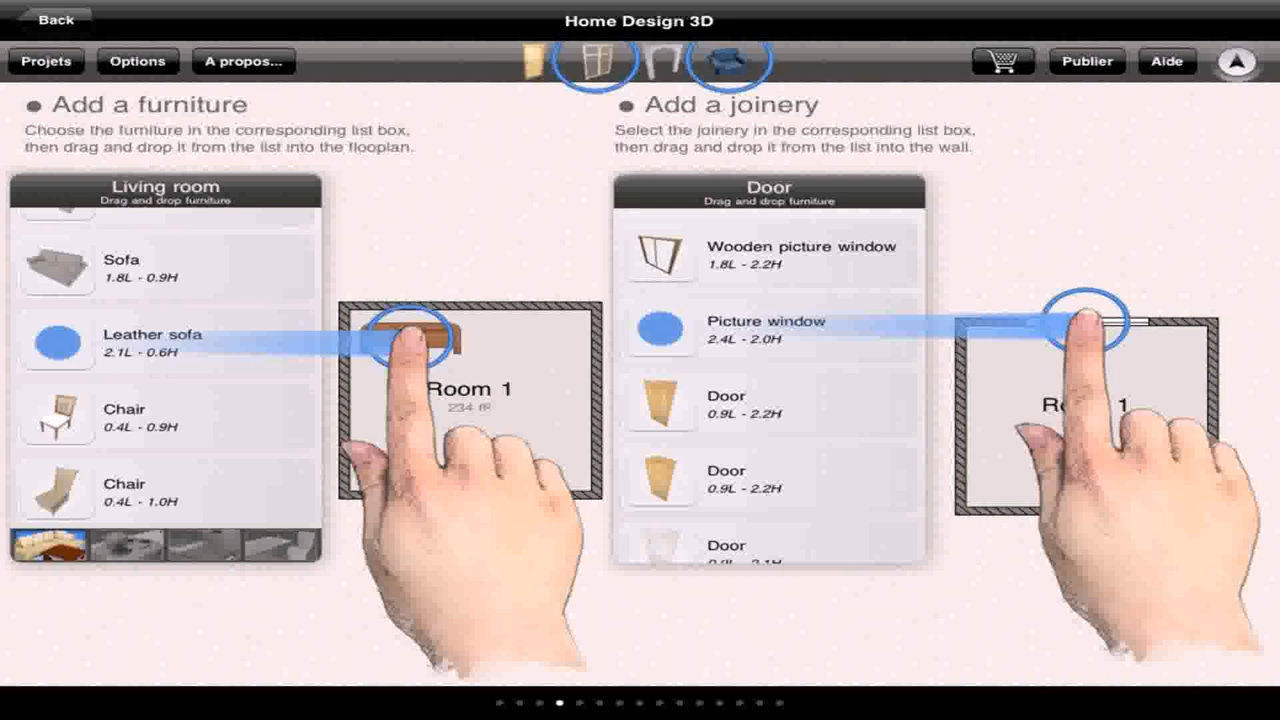 Back
Home Design 3D
Projets
Options
A propos...
Publier
Aide
● Add a furniture
Choose the furniture in the corresponding list box,
then drag and drop it from the list into the flooplan.
● Add a joinery
Select the joinery in the corresponding list box,
then drag and drop it from the list into the wall.
Living room
Drag and drop furniture
Sofa
1.8L - 0.9H
Leather sofa
2.1L - 0.6H
Chair
0.4L - 0.9H
Chair
0.4L - 1.0H
Room 1
234 ft²
Door
Drag and drop furniture
Wooden picture window
1.8L - 2.2H
Picture window
2.4L - 2.0H
Door
0.9L - 2.2H
Door
0.9L - 2.2H
Door
1